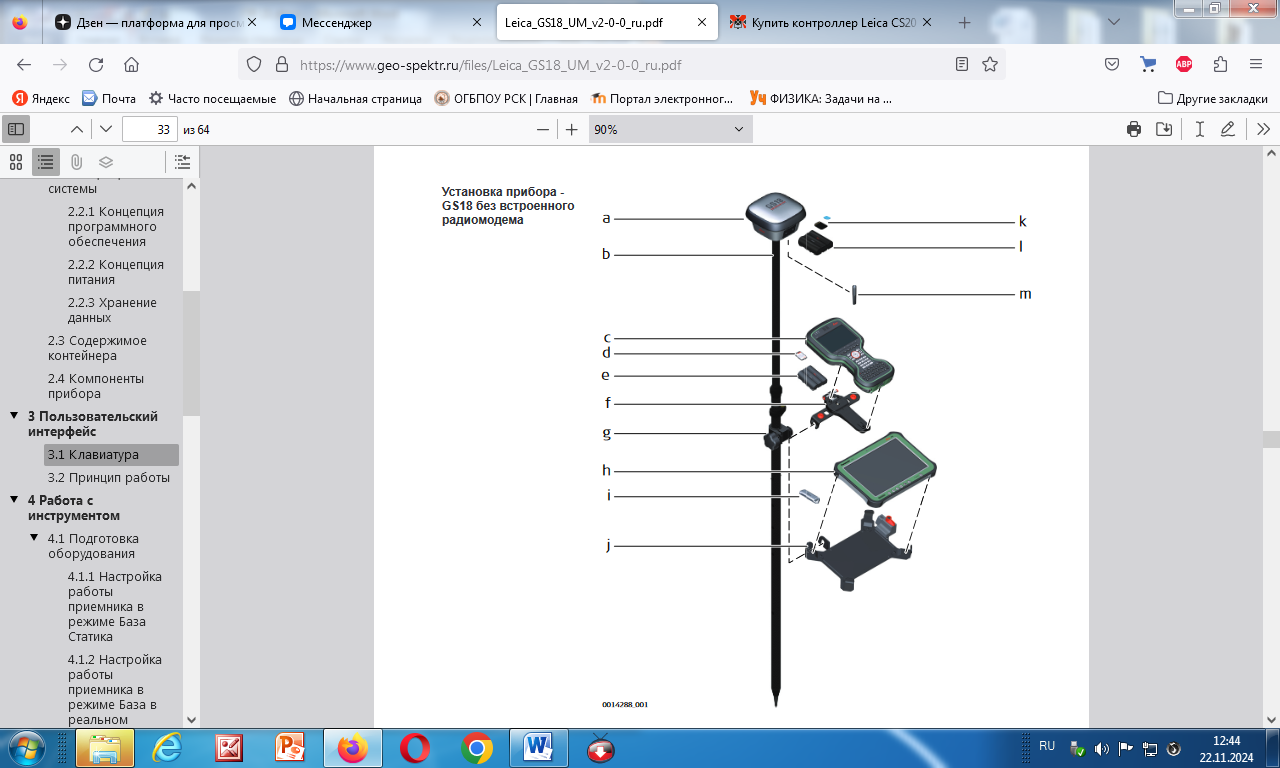 Дзен — платформа для просм
Мессенджер
Leica_GS18_UM_v2-0-0_ru.pdf
Купить контроллер Leica CS20
https://www.geo-spektr.ru/files/Leica_GS18_UM_v2-0-0_ru.pdf
ABP
Яндекс
Почта
Часто посещаемые
Начальная страница
ОГБПОУ РСК | Главная
Портал электронног...
ФИЗИКА: Задачи на ...
Другие закладки
33
из 64
90%
системы
2.2.1 Концепция
программного
обеспечения
2.2.2 Концепция
питания
2.2.3 Хранение
данных
2.3 Содержимое
контейнера
2.4 Компоненты
прибора
3 Пользовательский
интерфейс
3.1 Клавиатура
3.2 Принцип работы
4 Работа с
инструментом
4.1 Подготовка
оборудования
4.1.1 Настройка
работы
приемника в
режиме База
Статика
4.1.2 Настройка
работы
приемника в
режиме База в
реальном
Установка прибора -
GS18 без встроенного
радиомодема
a
b
c
d
e
f
g
h
i
j
k
l
m
0014288_001
RU
12:44
22.11.2024